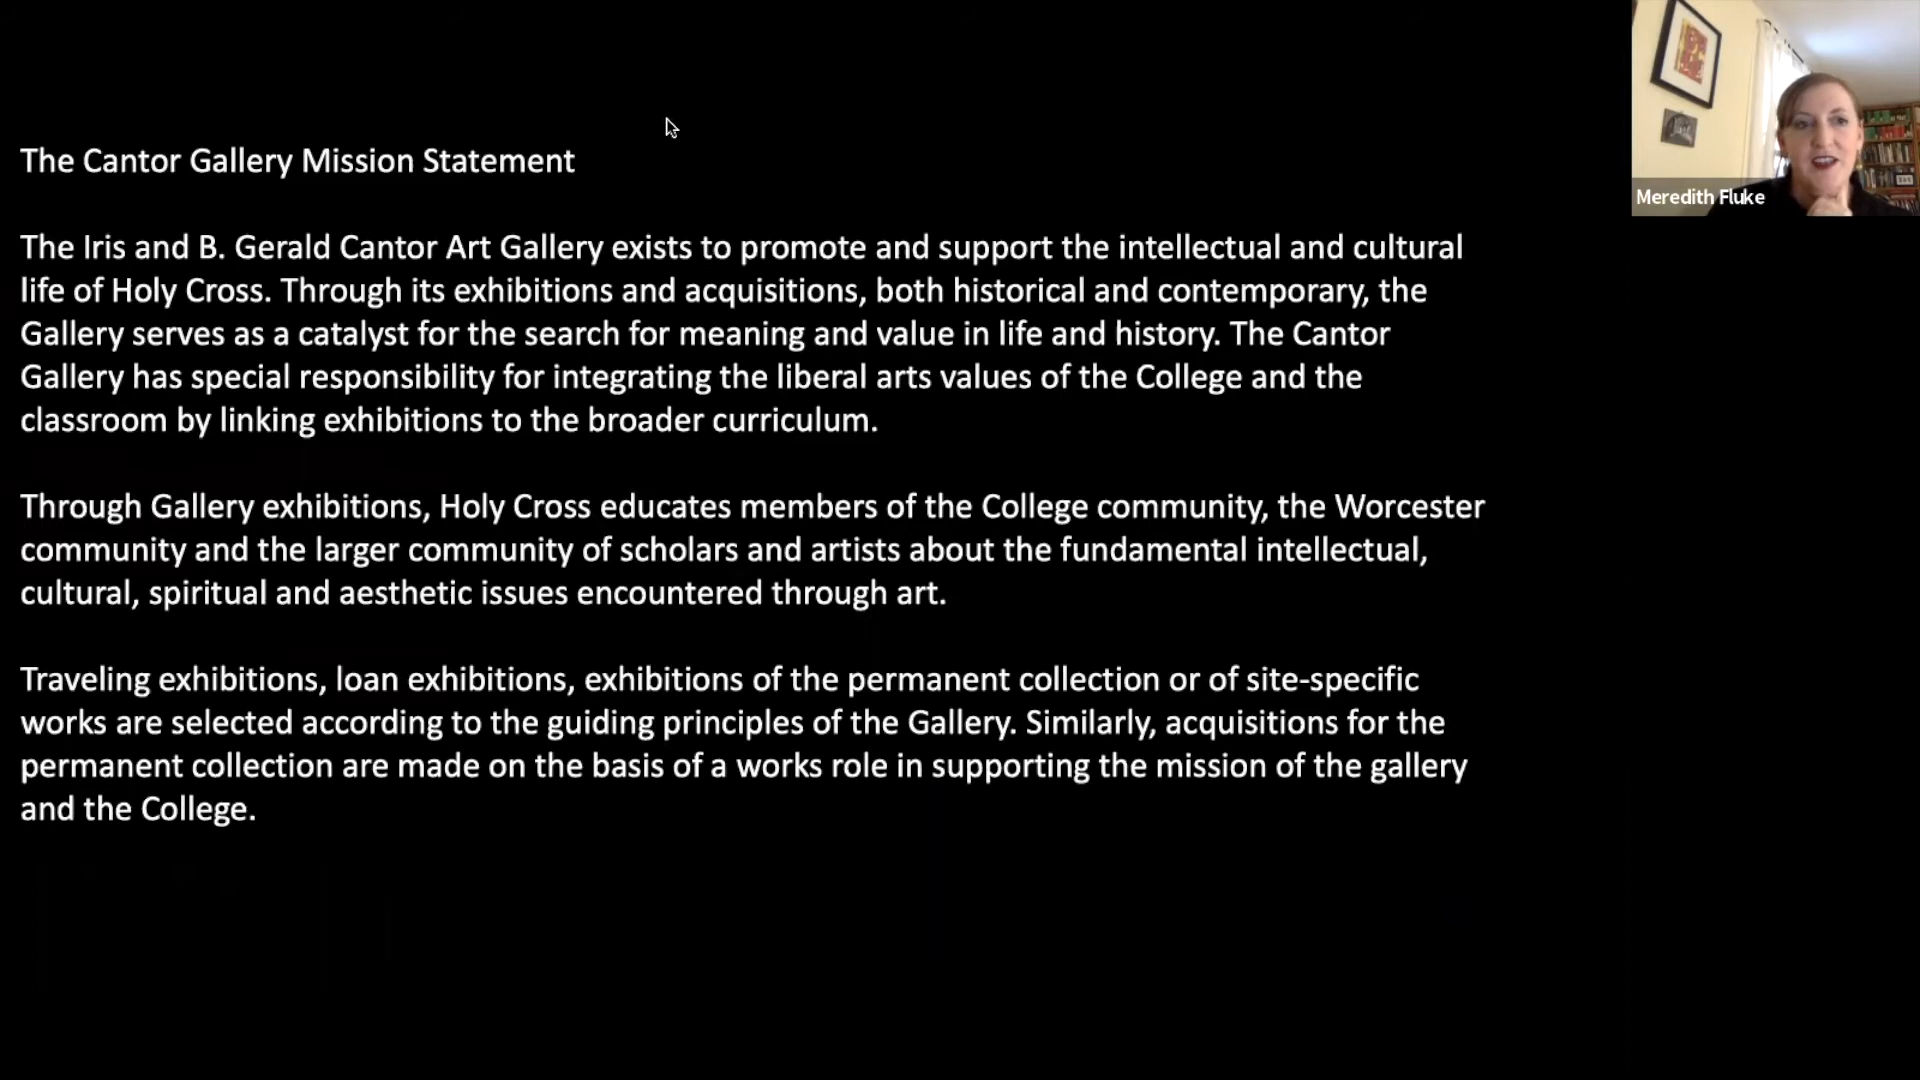 The Cantor Gallery Mission Statement
The Iris and B. Gerald Cantor Art Gallery exists to promote and support the intellectual and cultural
life of Holy Cross. Through its exhibitions and acquisitions, both historical and contemporary, the
Gallery serves as a catalyst for the search for meaning and value in life and history. The Cantor
Gallery has special responsibility for integrating the liberal arts values of the College and the
classroom by linking exhibitions to the broader curriculum.
Through Gallery exhibitions, Holy Cross educates members of the College community, the Worcester
community and the larger community of scholars and artists about the fundamental intellectual,
cultural, spiritual and aesthetic issues encountered through art.
Traveling exhibitions, loan exhibitions, exhibitions of the permanent collection or of site-specific
works are selected according to the guiding principles of the Gallery. Similarly, acquisitions for the
permanent collection are made on the basis of a works role in supporting the mission of the gallery
and the College.
Meredith Fluke